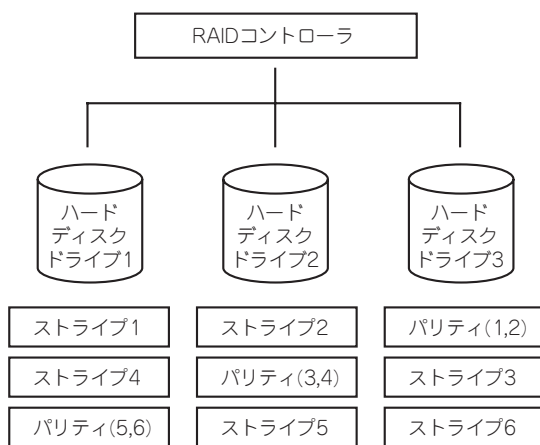 RAIDコントローラ
ハード
ディスク
ドライブ1
ハード
ディスク
ドライブ2
ハード
ディスク
ドライブ3
ストライプ1
ストライプ2
パリティ(1,2)
ストライプ4
パリティ(3,4)
ストライプ3
パリティ(5,6)
ストライプ5
ストライプ6